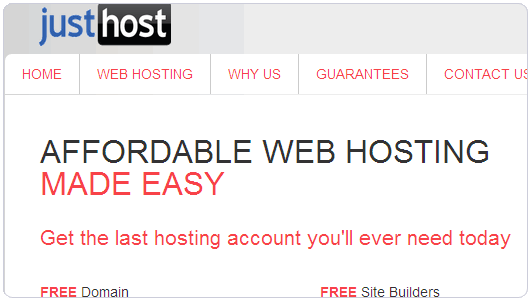 justhost
HOME WEB HOSTING WHY US GUARANTEES CONTACT US
AFFORDABLE WEB HOSTING
MADE EASY
Get the last hosting account you'll ever need today
FREE Domain FREE Site Builders